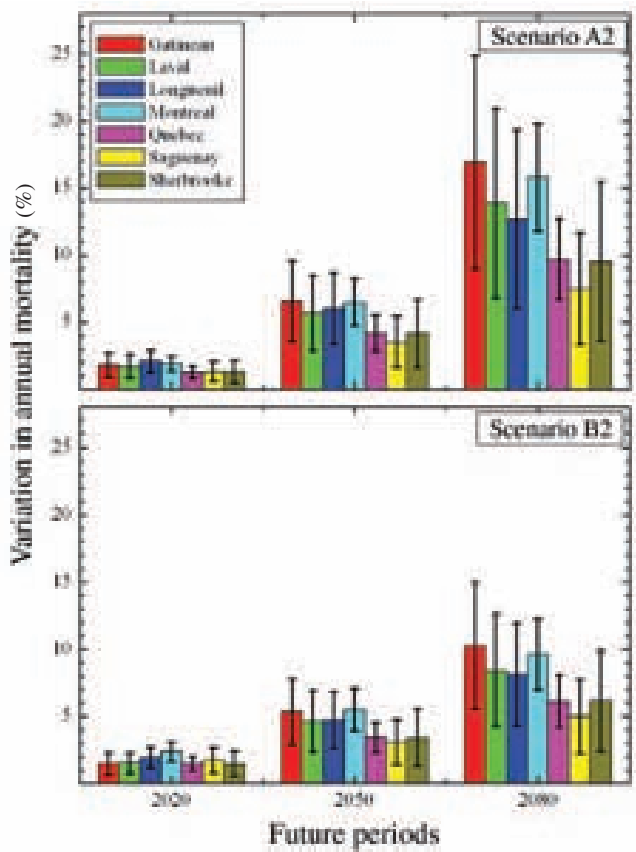 Scenario A2
Gatineau
Laval
Longueuil
Montreal
Quebec
Saguenay
Sherbrooke
25
20
15
10
5
Variation in annual mortality (%)
Scenario B2
25
20
15
10
5
2020
2050
2080
Future periods